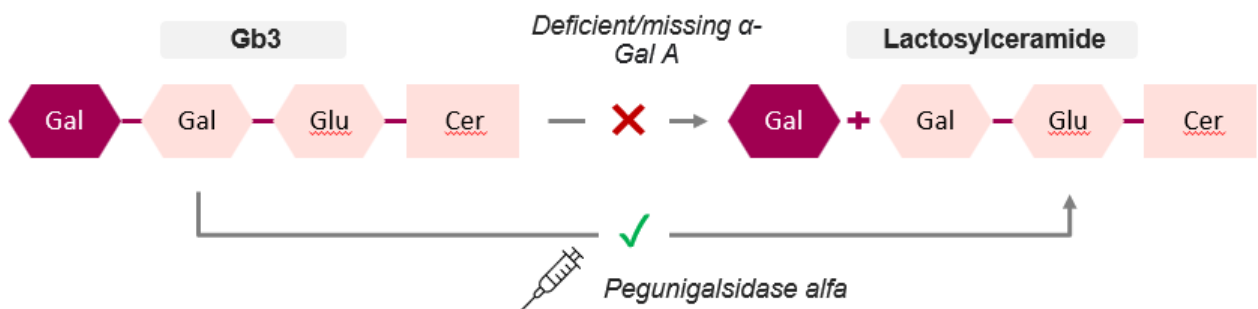 Gb3
Deficient/missing α-
Gal A
Lactosylceramide
Gal Gal Glu Cer Gal + Gal Glu Cer
Pegunigalsidase alfa